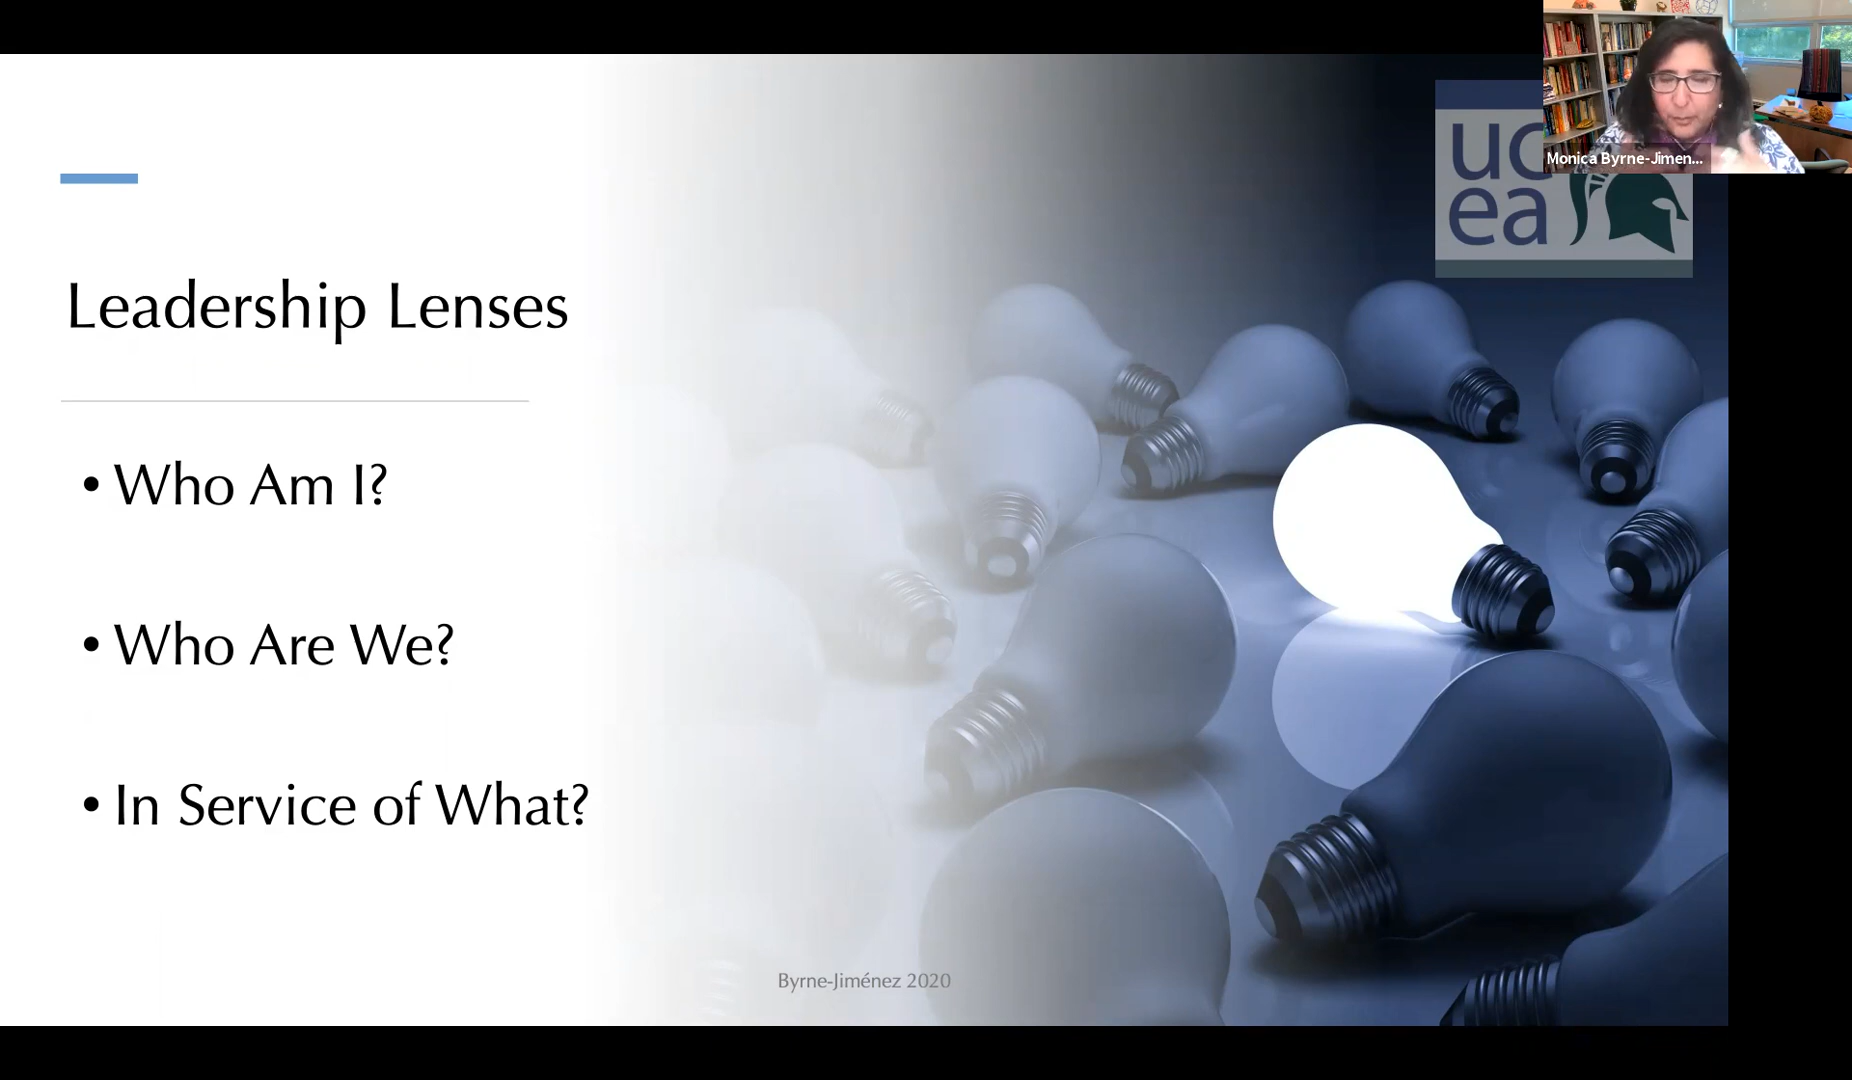 Monica Byrne-Jimen...
uc
ea
Leadership Lenses
• Who Am I?
• Who Are We?
• In Service of What?
Byrne-Jiménez 2020